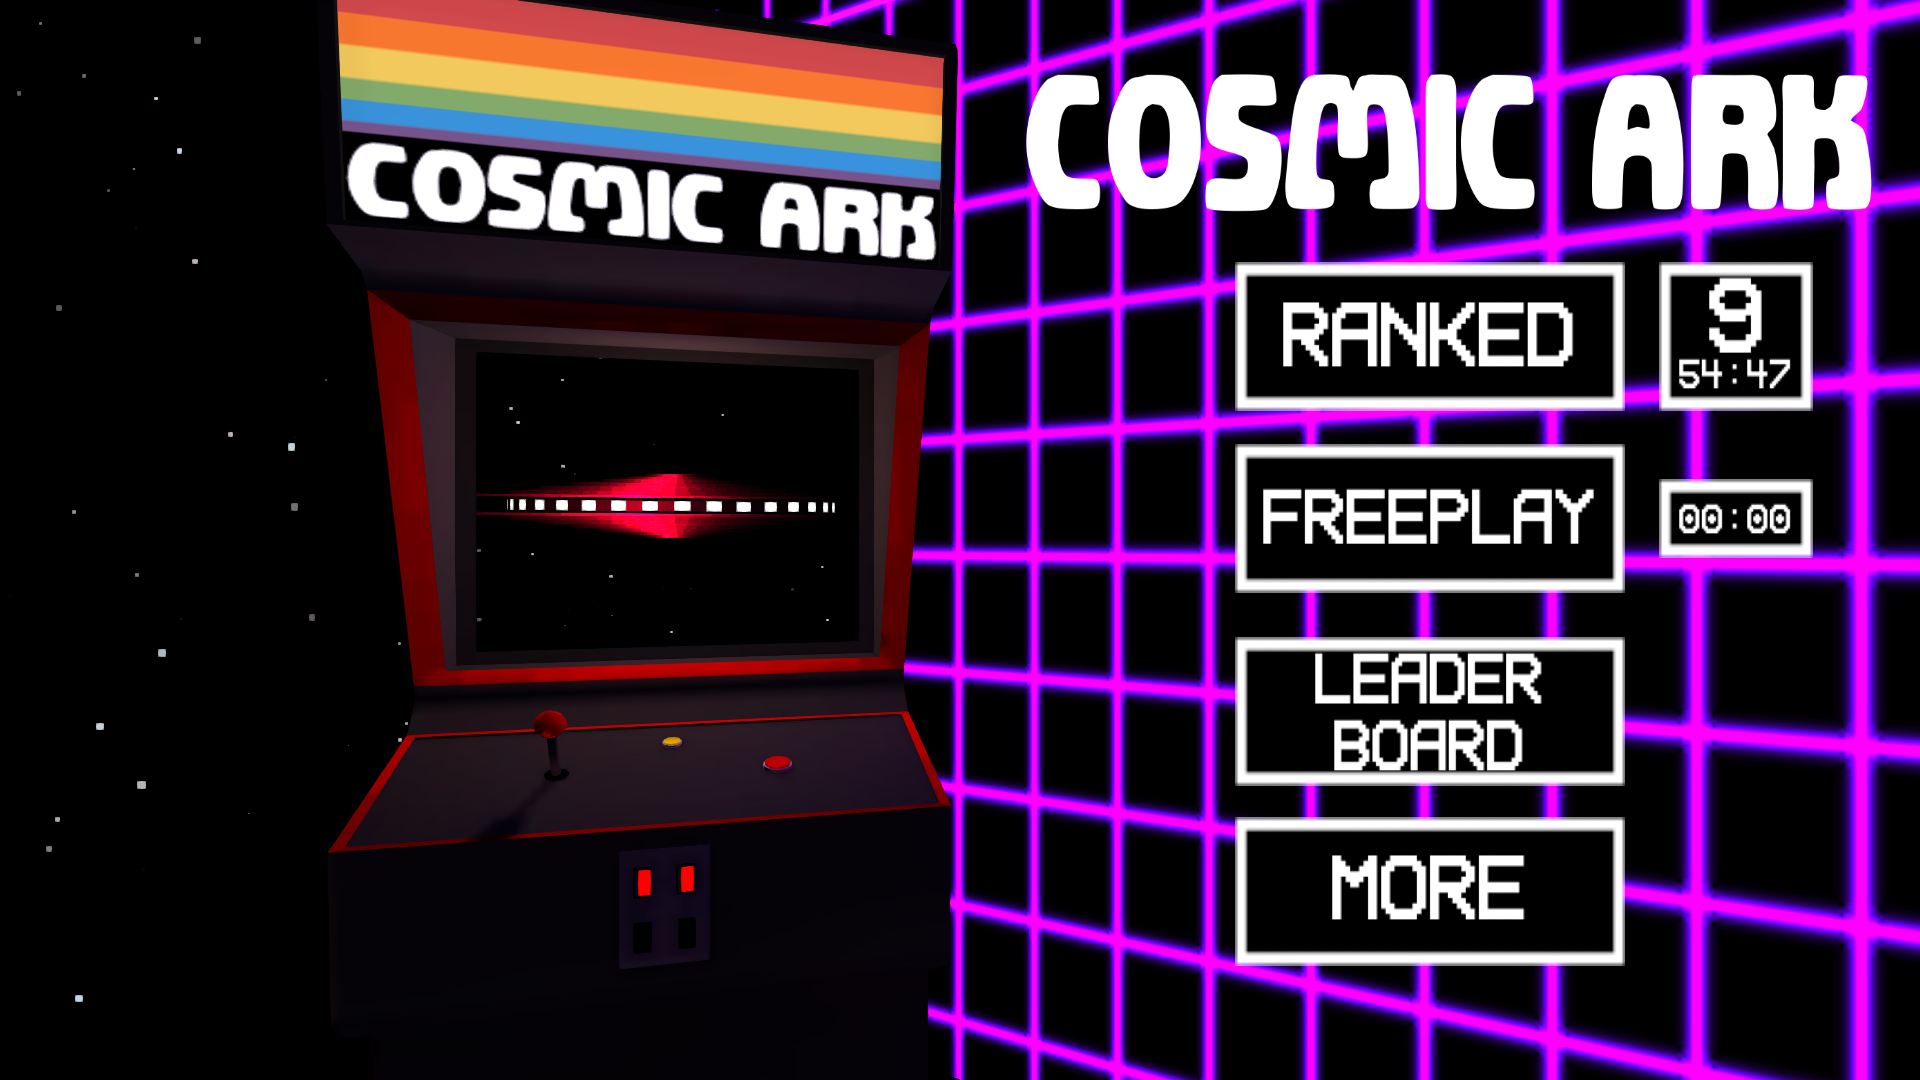 COSMIC ARK
COSMIC ARK
RANKED
9
54:47
FREEPLAY
00:00
LEADER
BOARD
MORE